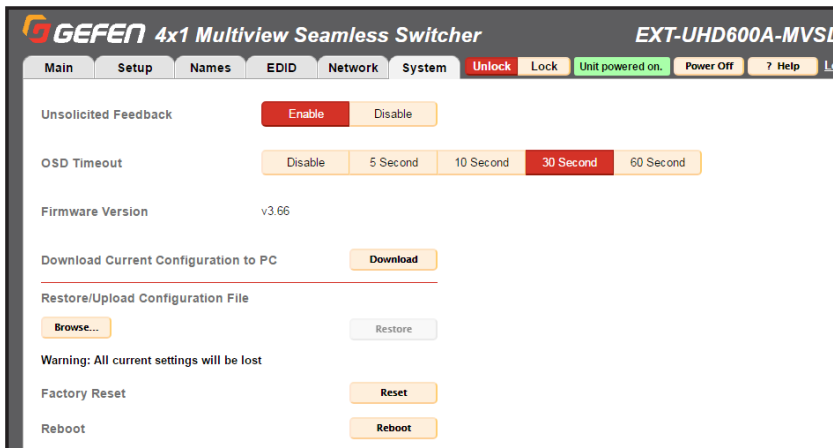 GEFEN 4x1 Multiview Seamless Switcher EXT-UHD600A-MVSL
Main Setup Names EDID Network System Unlock Lock Unit powered on. Power Off ? Help
Unsolicited Feedback Enable Disable
OSD Timeout Disable 5 Second 10 Second 30 Second 60 Second
Firmware Version v3.66
Download Current Configuration to PC Download
Restore/Upload Configuration File
Browse... Restore
Warning: All current settings will be lost
Factory Reset Reset
Reboot Reboot